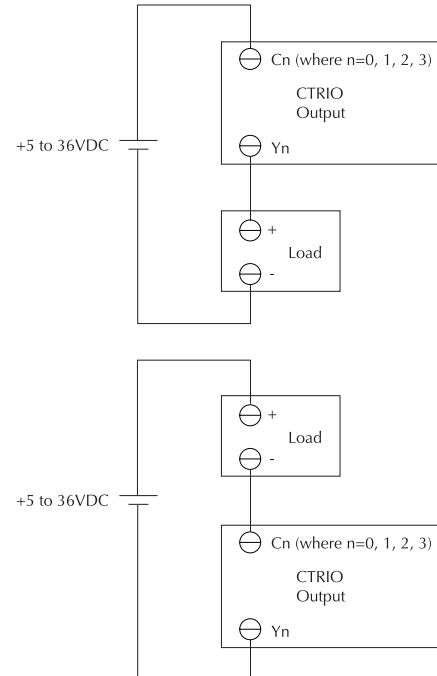 Cn (where n=0, 1, 2, 3)
CTRIO
Output
+5 to 36VDC
Yn
+
Load
-
+
Load
-
+5 to 36VDC
Cn (where n=0, 1, 2, 3)
CTRIO
Output
Yn